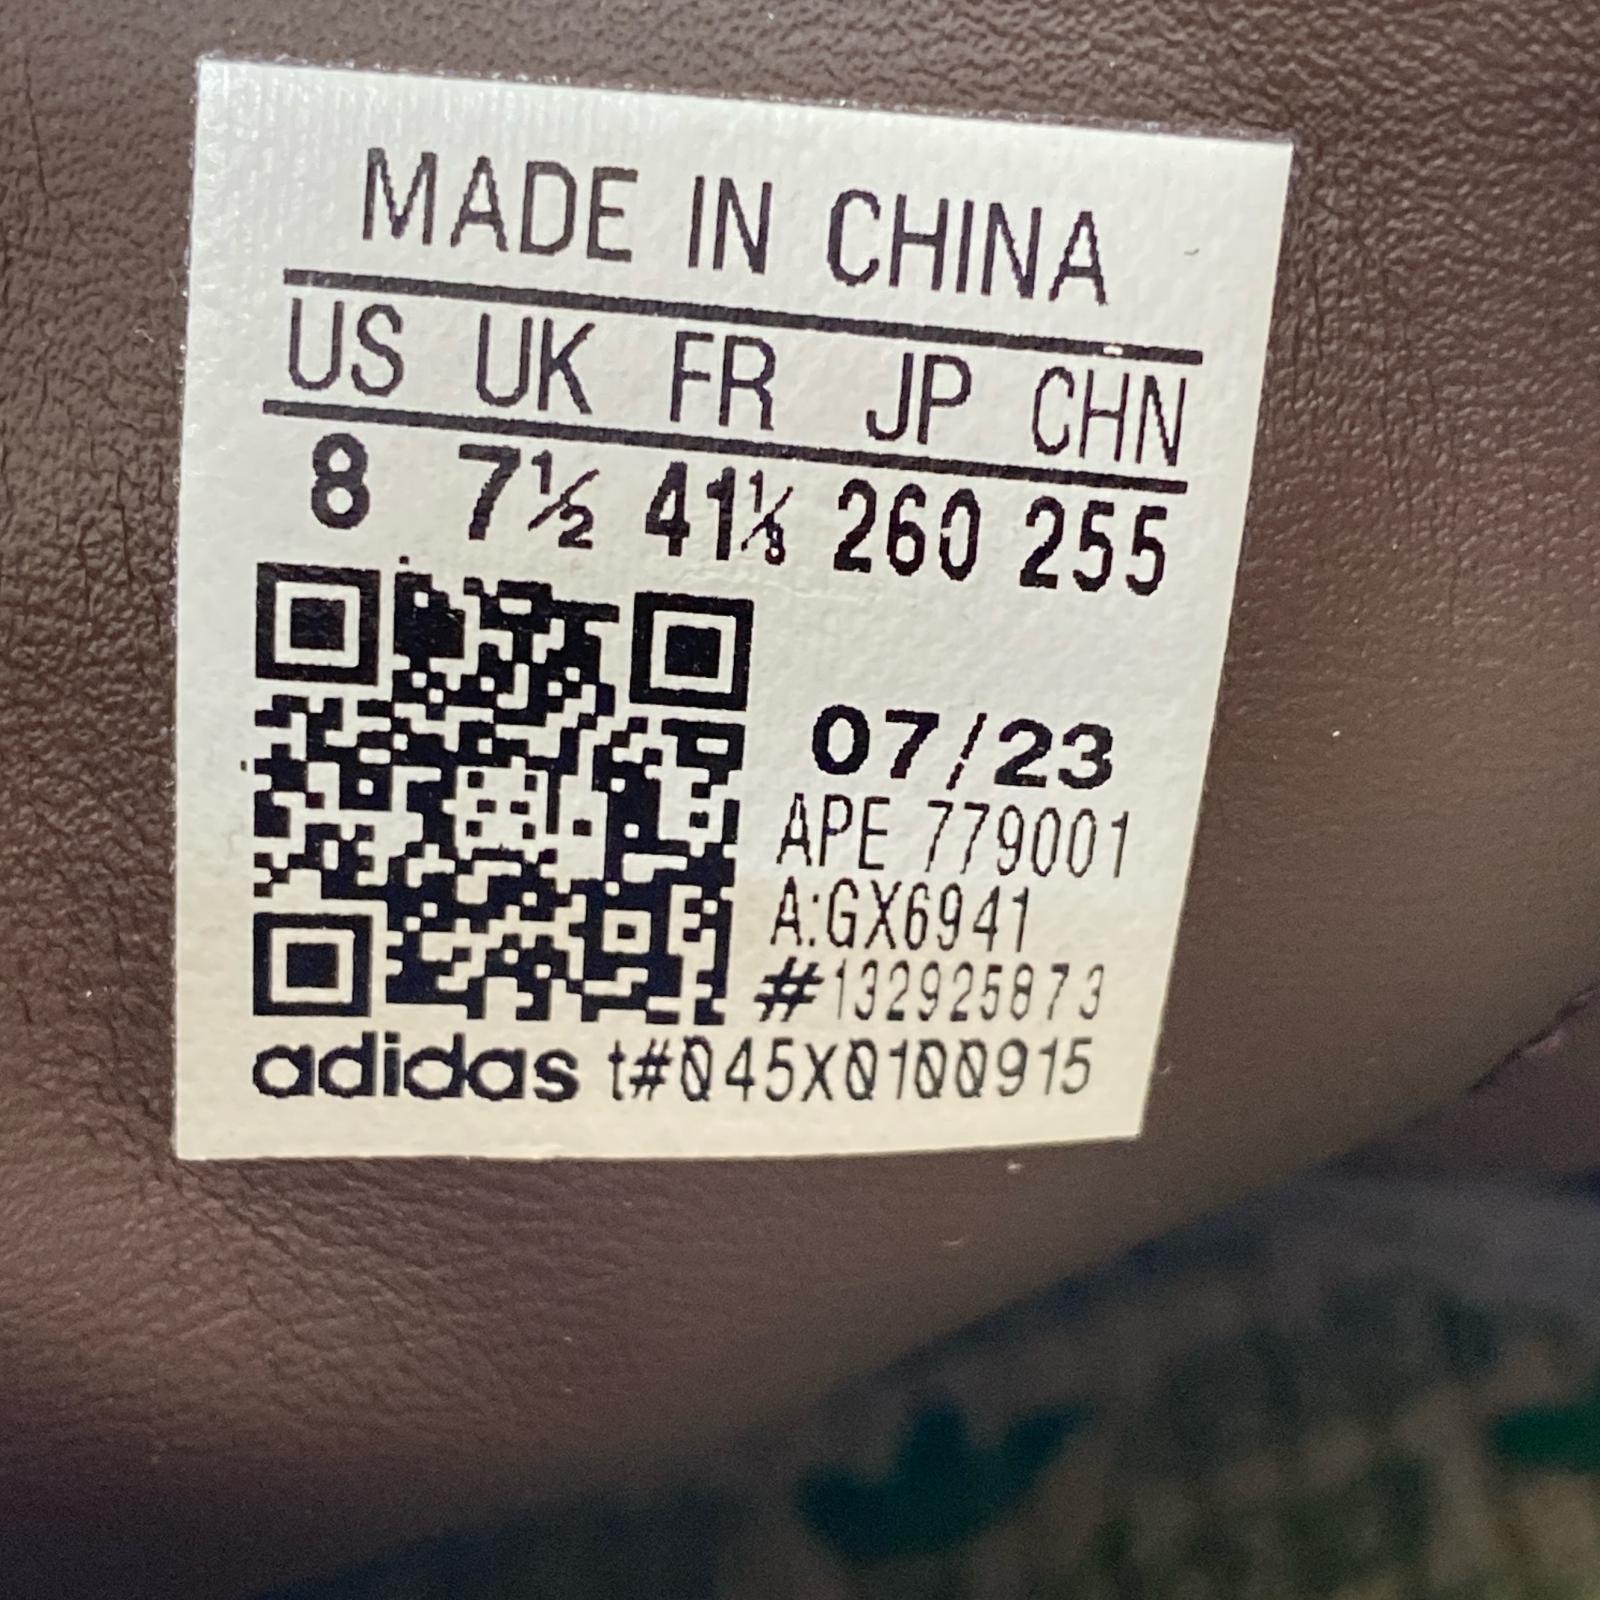 MADE IN CHINA
US UK FR JP CHN
8 7½ 41⅓ 260 255
07/23
APE 779001
A:GX6941
#132925873
adidas t#045X0100915